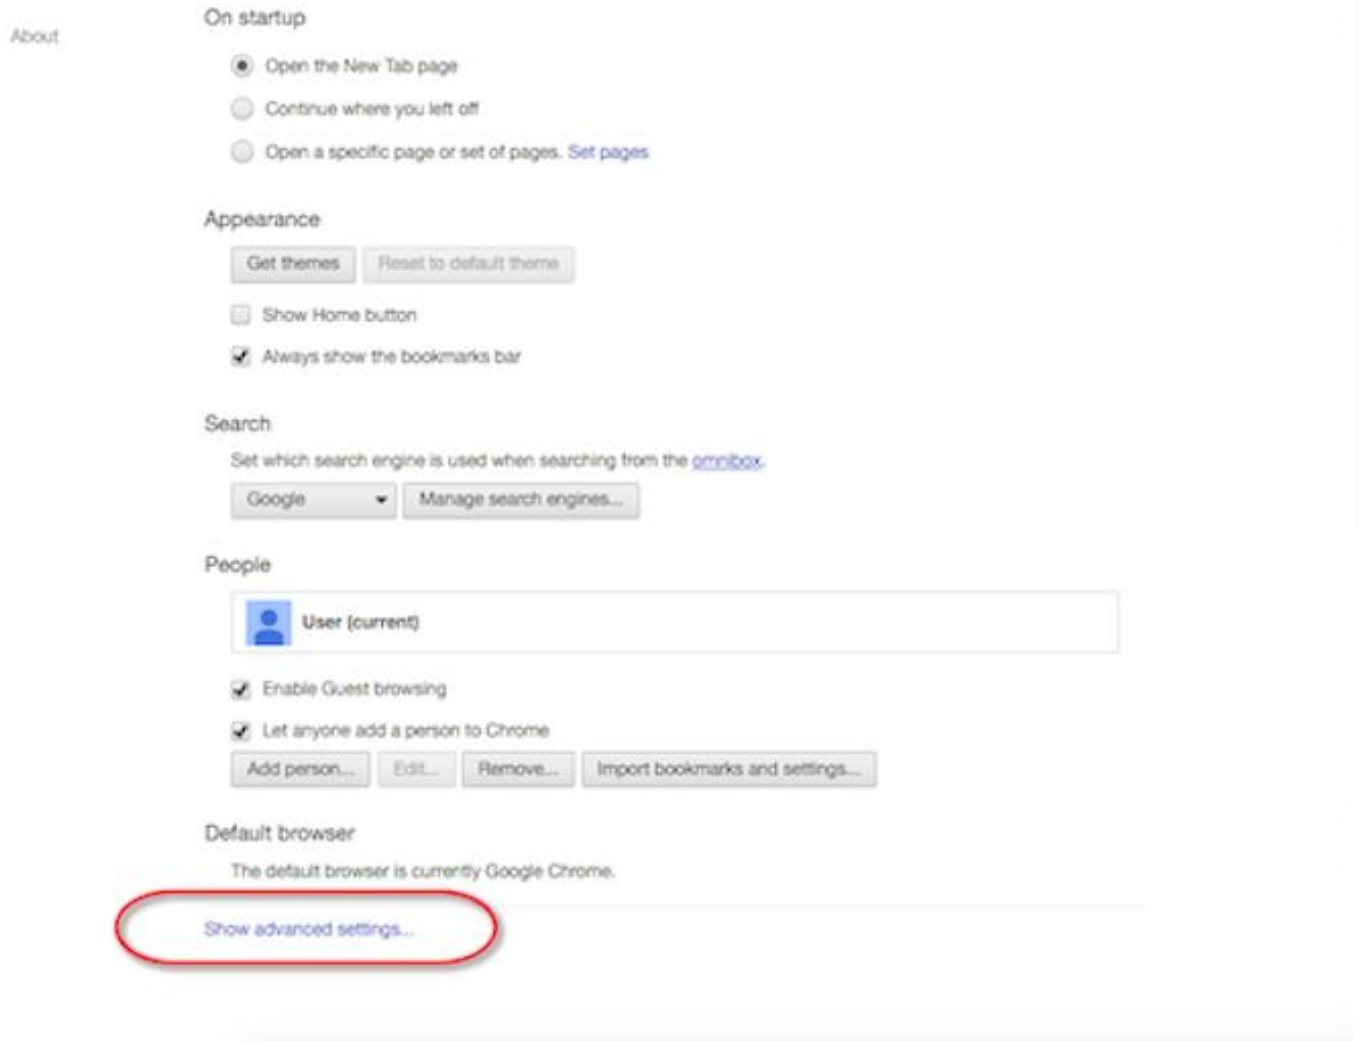 About
On startup
Open the New Tab page
Continue where you left off
Open a specific page or set of pages. Set pages
Appearance
Get themes Reset to default theme
Show Home button
Always show the bookmarks bar
Search
Set which search engine is used when searching from the omnibox.
Google Manage search engines...
People
User (current)
Enable Guest browsing
Let anyone add a person to Chrome
Add person... Edit... Remove... Import bookmarks and settings...
Default browser
The default browser is currently Google Chrome.
Show advanced settings...